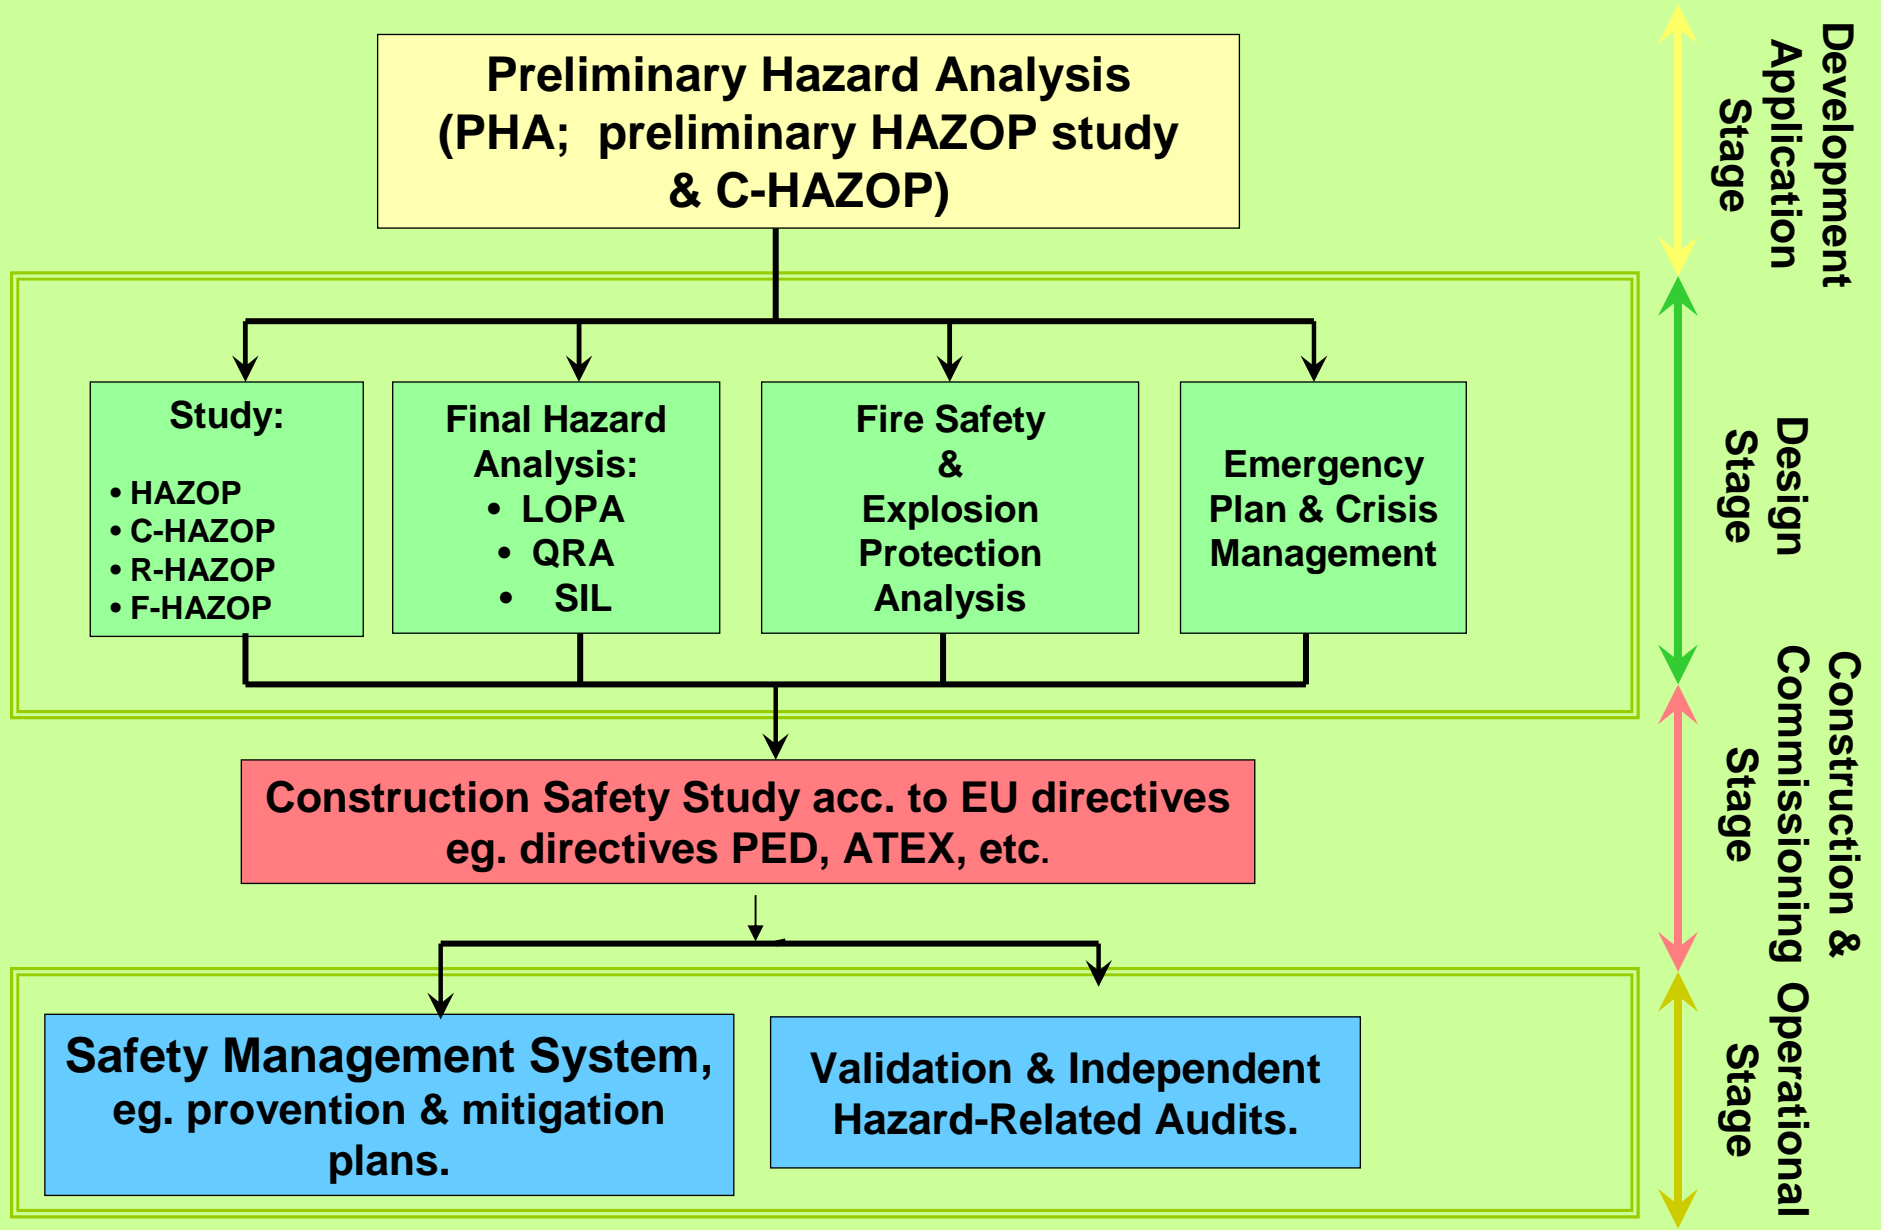 Preliminary Hazard Analysis
(PHA; preliminary HAZOP study
& C-HAZOP)
Development
Application
Stage
Study:
• HAZOP
• C-HAZOP
• R-HAZOP
• F-HAZOP
Final Hazard
Analysis:
• LOPA
• QRA
• SIL
Fire Safety
&
Explosion
Protection
Analysis
Emergency
Plan & Crisis
Management
Design
Stage
Construction Safety Study acc. to EU directives
eg. directives PED, ATEX, etc.
Construction &
Commissioning
Stage
Safety Management System,
eg. provention & mitigation
plans.
Validation & Independent
Hazard-Related Audits.
Operational
Stage